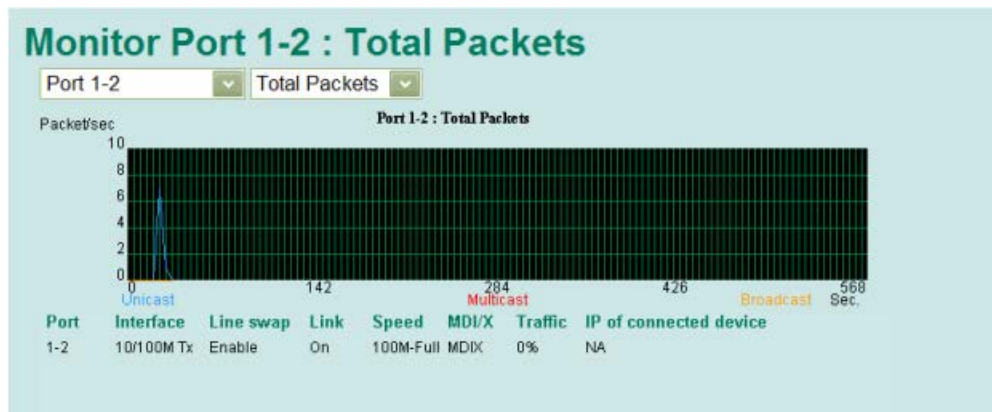 Monitor Port 1-2 : Total Packets
Port 1-2 Total Packets
Packet/sec Port 1-2 : Total Packets
10
8
6
4
2
0
0 142 284 426 568
Unicast Multicast Broadcast Sec.
Port Interface Line swap Link Speed MDI/X Traffic IP of connected device
1-2 10/100M Tx Enable On 100M-Full MDIX 0% NA